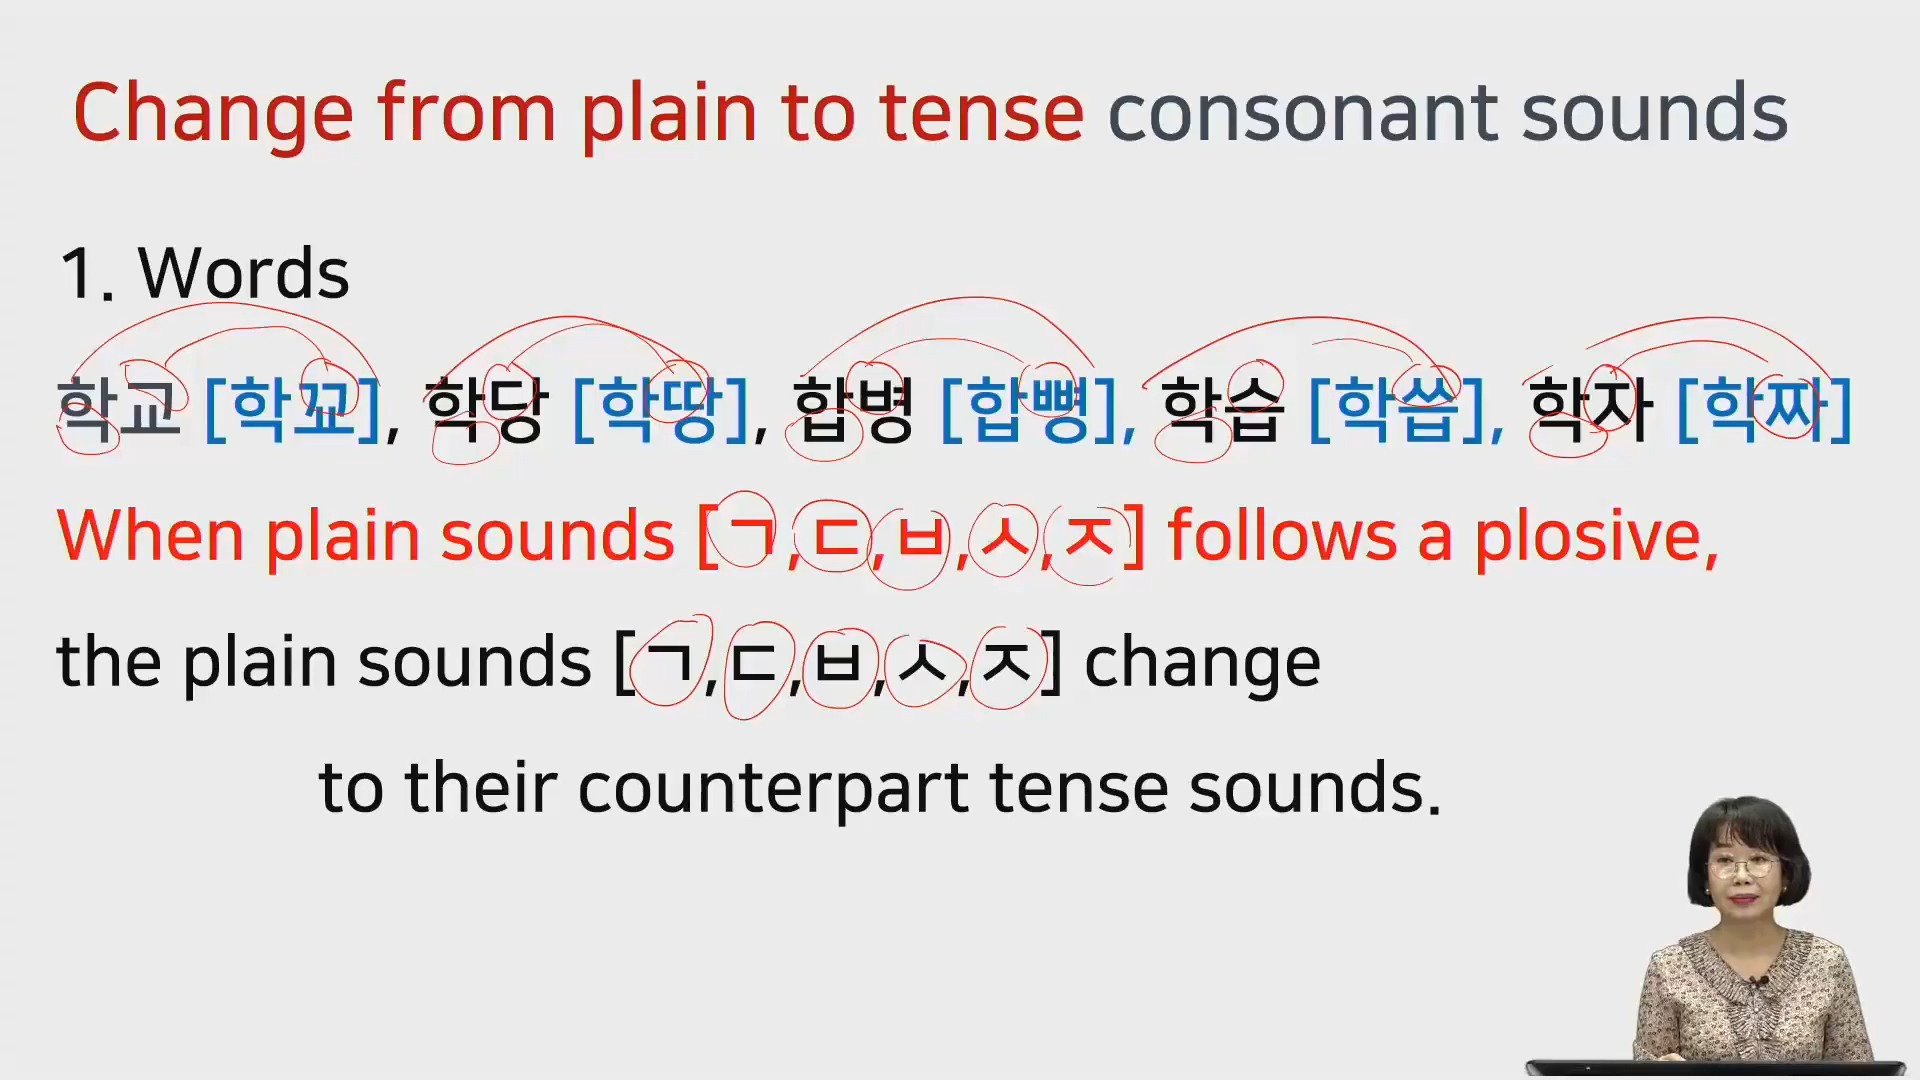 Change from plain to tense consonant sounds
1. Words
학교 [학꾜], 학당 [학땅], 합병 [합뼝], 학습 [학씁], 학자 [학짜]
When plain sounds [ㄱ,ㄷ,ㅂ,ㅅ,ㅈ] follows a plosive,
the plain sounds [ㄱ,ㄷ,ㅂ,ㅅ,ㅈ] change
to their counterpart tense sounds.